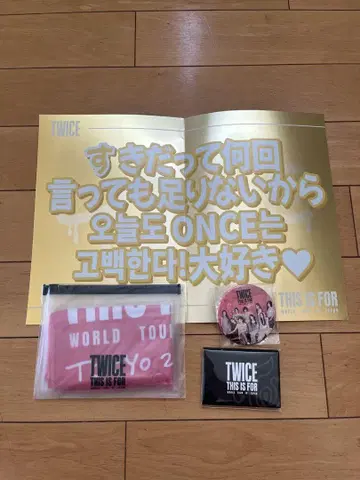 TWICE
すきだって何回
言っても足りないから
오늘도 ONCE는
고백한다!大好き♥
THIS IS FOR
WORLD TOUR
TWICE
THIS IS FOR
TWICE
THIS IS FOR